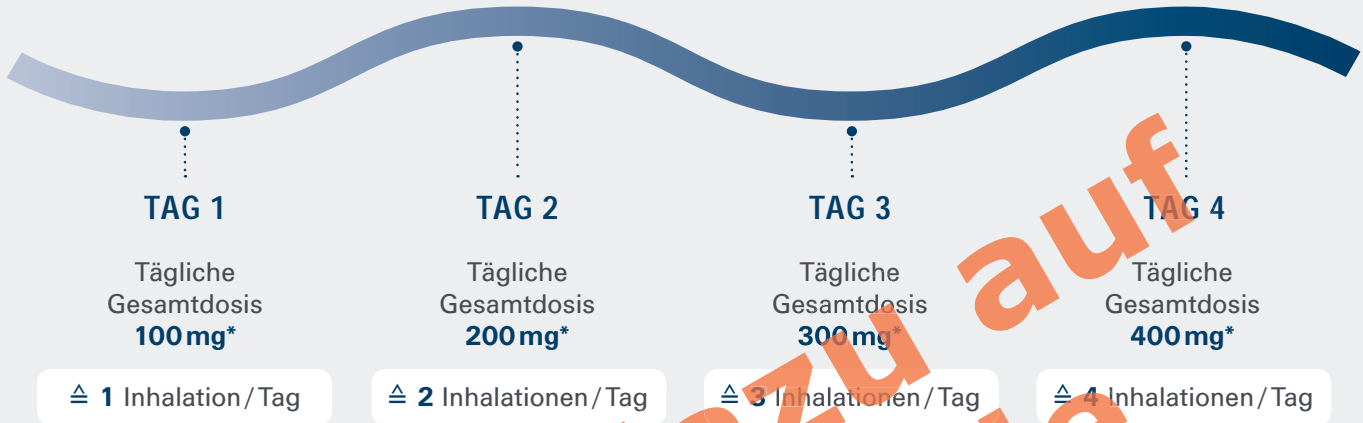 TAG 1
Tägliche
Gesamtdosis
100 mg*
≙ 1 Inhalation / Tag
TAG 2
Tägliche
Gesamtdosis
200 mg*
≙ 2 Inhalationen / Tag
TAG 3
Tägliche
Gesamtdosis
300 mg*
≙ 3 Inhalationen / Tag
TAG 4
Tägliche
Gesamtdosis
400 mg*
≙ 4 Inhalationen / Tag
auf